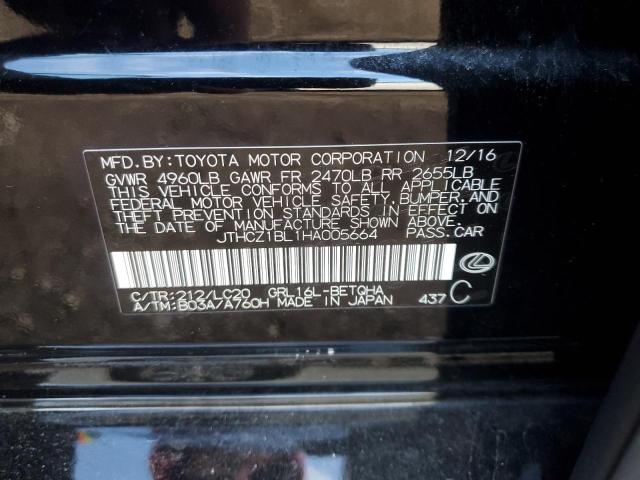 MFD. BY: TOYOTA MOTOR CORPORATION 12/16
GVWR 4960LB GAWR FR 2470LB RR 2655LB
THIS VEHICLE CONFORMS TO ALL APPLICABLE
FEDERAL MOTOR VEHICLE SAFETY, BUMPER, AND
THEFT PREVENTION STANDARDS IN EFFECT ON
THE DATE OF MANUFACTURE SHOWN ABOVE.
JTHCZ1BL1HA005664 PASS. CAR
C/TR: 212/LC20 GRL16L-BETQHA
A/TM: B03A/A760H MADE IN JAPAN 437 C